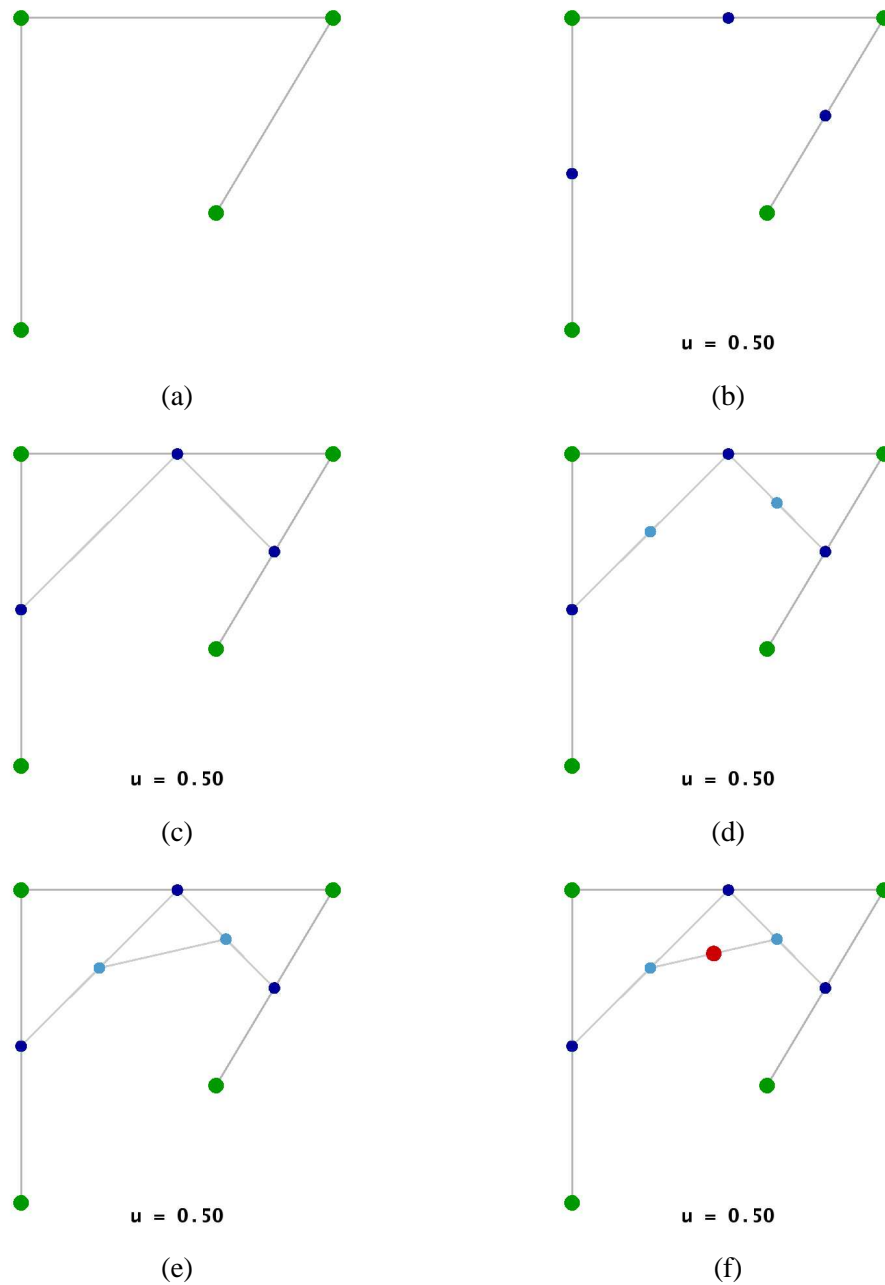 u = 0.50
(a)
(b)
u = 0.50
u = 0.50
(c)
(d)
u = 0.50
u = 0.50
(e)
(f)